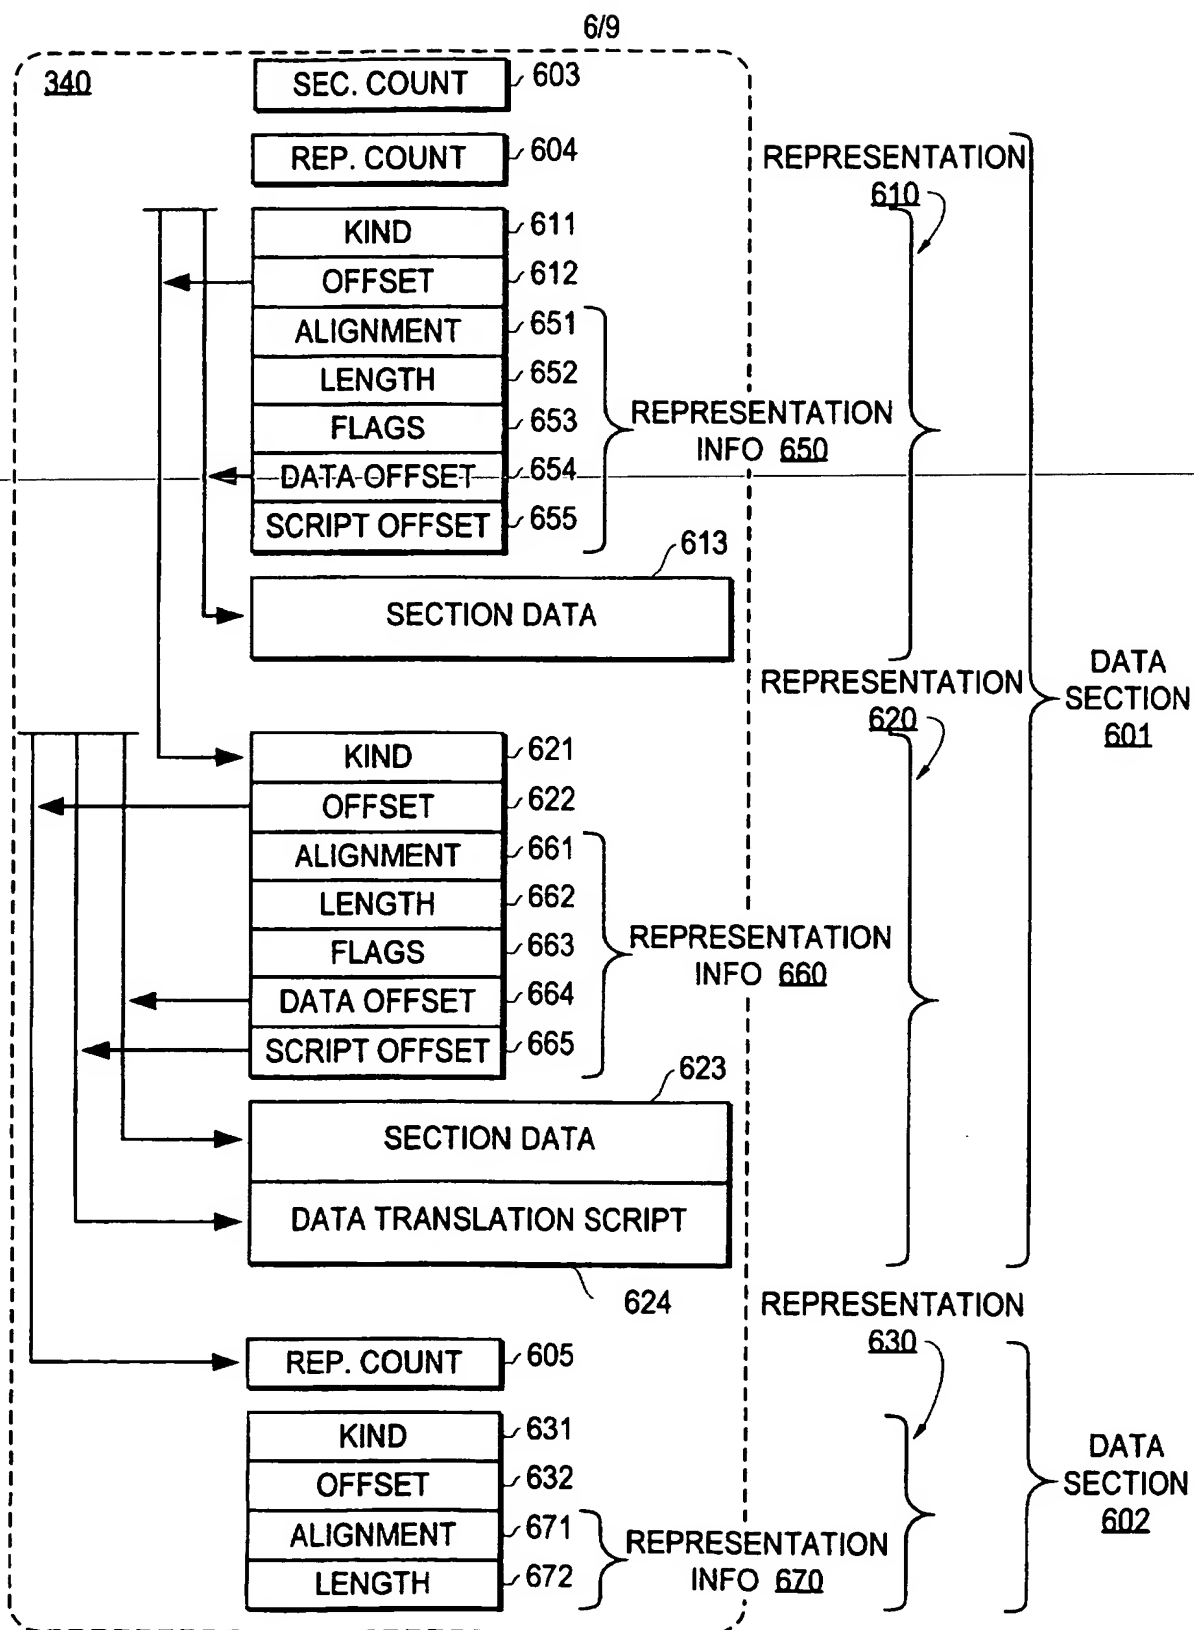 6/9
340
SEC. COUNT 603
REP. COUNT 604
REPRESENTATION
610
KIND 611
OFFSET 612
ALIGNMENT 651
LENGTH 652
FLAGS 653
REPRESENTATION
INFO 650
DATA OFFSET 654
SCRIPT OFFSET 655
613
SECTION DATA
DATA
SECTION
601
REPRESENTATION
620
KIND 621
OFFSET 622
ALIGNMENT 661
LENGTH 662
FLAGS 663
REPRESENTATION
INFO 660
DATA OFFSET 664
SCRIPT OFFSET 665
623
SECTION DATA
DATA TRANSLATION SCRIPT
624
REPRESENTATION
630
REP. COUNT 605
KIND 631
OFFSET 632
DATA
SECTION
602
ALIGNMENT 671
LENGTH 672
REPRESENTATION
INFO 670